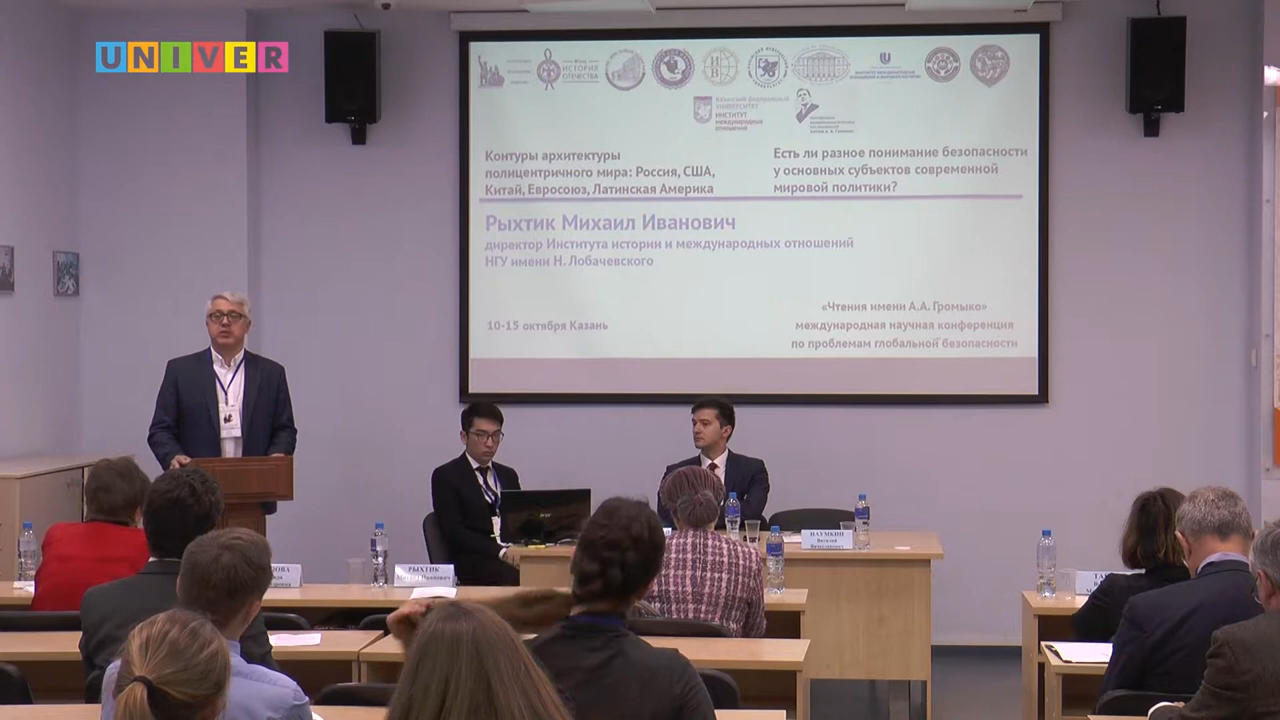 UNIVER
ИСТОРИЯ
ОТЕЧЕСТВА
Казанский федеральный
УНИВЕРСИТЕТ
ИНСТИТУТ
международных
отношений
Контуры архитектуры
полицентричного мира: Россия, США,
Китай, Евросоюз, Латинская Америка
Есть ли разное понимание безопасности
у основных субъектов современной
мировой политики?
Рыхтик Михаил Иванович
директор Института истории и международных отношений
НГУ имени Н. Лобачевского
10-15 октября Казань
«Чтения имени А.А. Громыко»
международная научная конференция
по проблемам глобальной безопасности
РЫХТИК
НАУМКИН
Виталий
Вячеславович